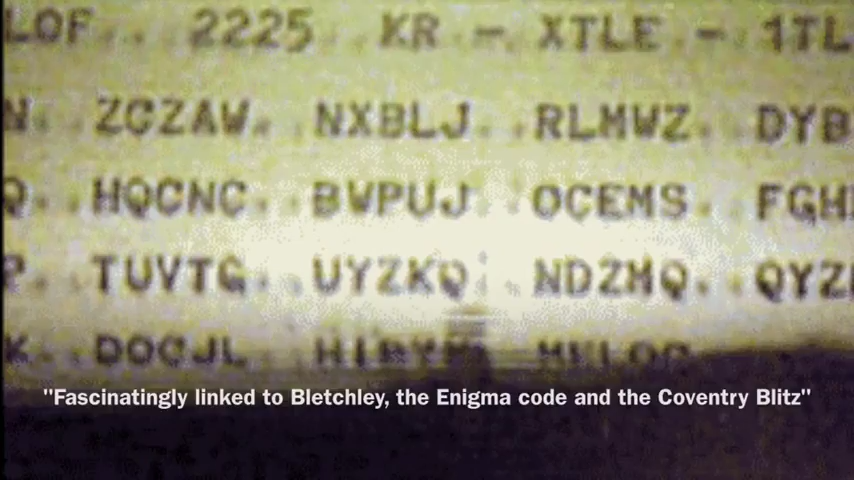 LOF.. 2225 KR - XTLE - 1TL
N. ZCZAW. NXBLJ. RLMWZ. DYB
Q. HQCNC. BWPUJ OCEMS. FGH
P. TUVTG. UYZKQ NDZMQ. QYZ
K. DOCJL
"Fascinatingly linked to Bletchley, the Enigma code and the Coventry Blitz"